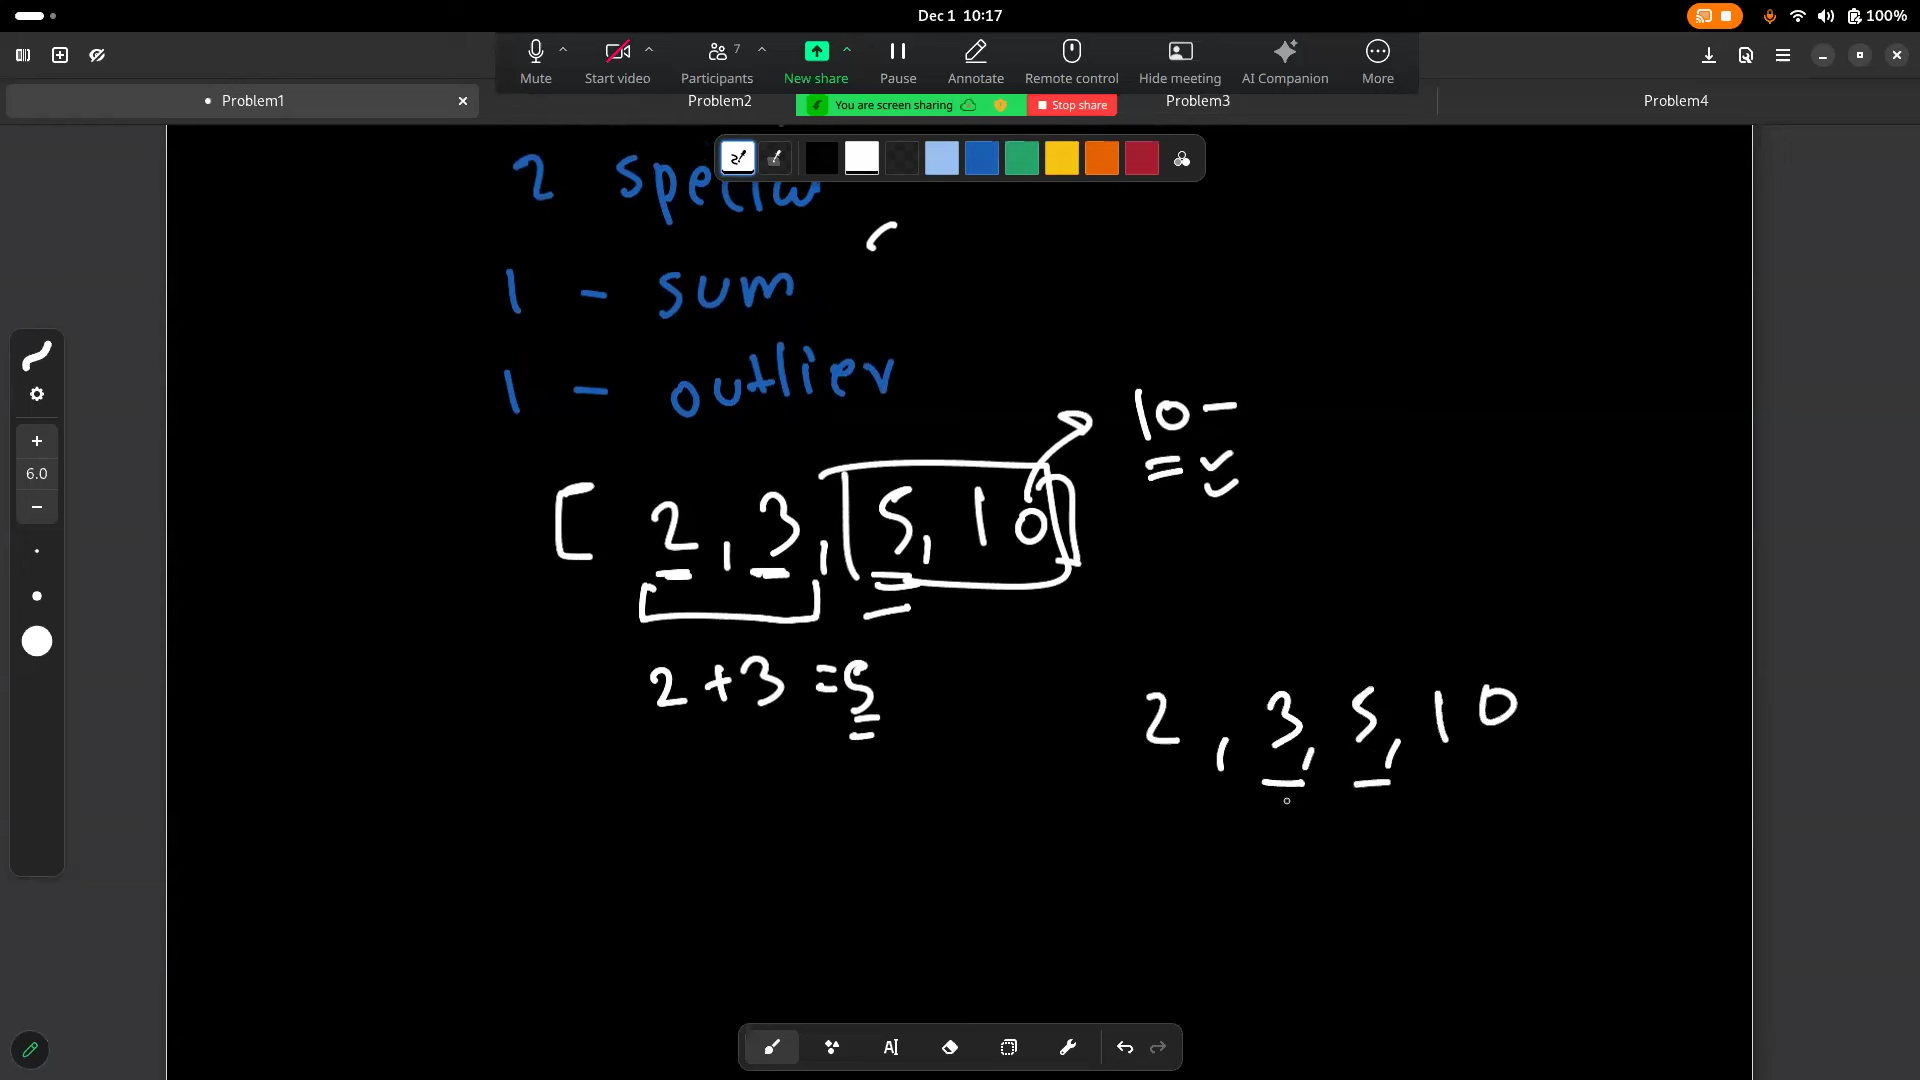 Dec 1 10:17
Mute
Start video
Participants 7
New share
Pause
Annotate
Remote control
Hide meeting
AI Companion
More
100%
Problem1
Problem2
You are screen sharing
Stop share
Problem3
Problem4
2 special
1 - sum
1 - outlier
10 -
=
[ 2, 3, 5, 10 ]
2 + 3 = 5
2, 3, 5, 10
6.0